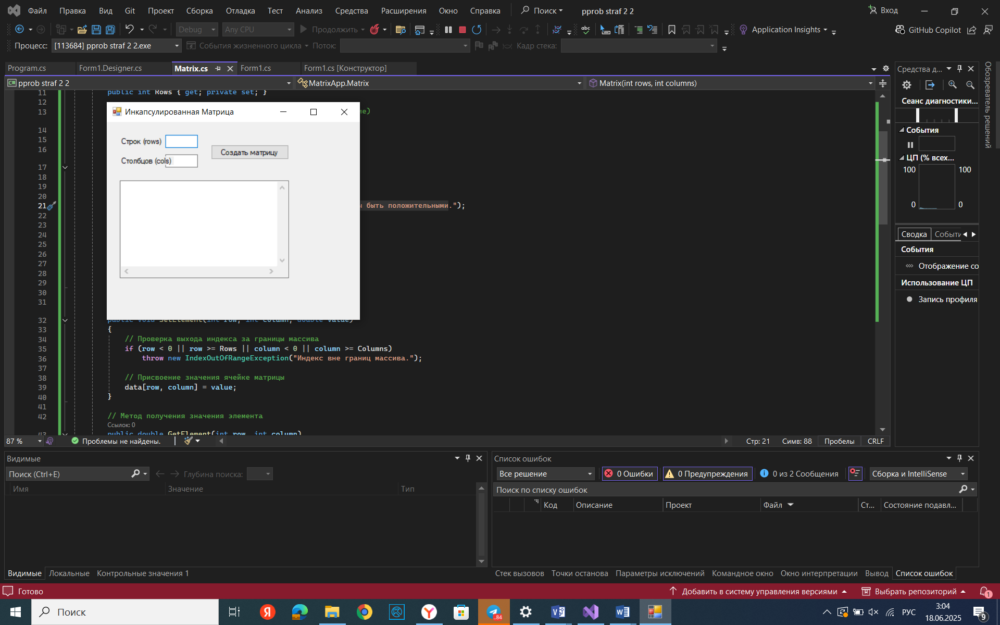 Файл Правка Вид Git Проект Сборка Отладка Тест Анализ Средства Расширения Окно Справка Поиск pprob straf 2 2 Вход
Debug Any CPU Продолжить Application Insights GitHub Copilot
Процесс: [113684] pprob straf 2 2.exe События жизненного цикла Поток: Кадр стека:
Program.cs Form1.Designer.cs Matrix.cs Form1.cs Form1.cs [Конструктор]
pprob straf 2 2 MatrixApp.Matrix Matrix(int rows, int columns)
11 public int Rows { get; private set; }
12
13
14
15
16
17
18
19
20
21 быть положительными.");
22
23
24
25
26
27
28
29
30
31
32 public void SetElement(int row, int column, double value)
33 {
34 // Проверка выхода индекса за границы массива
35 if (row < 0 || row >= Rows || column < 0 || column >= Columns)
36 throw new IndexOutOfRangeException("Индекс вне границ массива.");
37
38 // Присвоение значения ячейке матрицы
39 data[row, column] = value;
40 }
41
42 // Метод получения значения элемента
Ссылок: 0
43 public double GetElement(int row, int column)
Инкапсулированная Матрица
Строк (rows)
Столбцов (cols)
Создать матрицу
87 % Проблемы не найдены. Стр: 21 Симв: 88 Пробелы CRLF
Средства д...
Сеанс диагностики...
События
ЦП (% всех...
100 100
0 0
Сводка Событи
События
Отображение со
Использование ЦП
Запись профиля
Обозреватель решений
Видимые
Поиск (Ctrl+E) Глубина поиска:
Имя Значение Тип
Видимые Локальные Контрольные значения 1
Список ошибок
Все решение 0 Ошибки 0 Предупреждения 0 из 2 Сообщения Сборка и IntelliSense
Поиск по списку ошибок
Код Описание Проект Файл Ст... Состояние подавл...
Стек вызовов Точки останова Параметры исключений Командное окно Окно интерпретации Вывод Список ошибок
Готово Добавить в систему управления версиями Выбрать репозиторий 1
Поиск ..84 РУС 3:04
18.06.2025 9